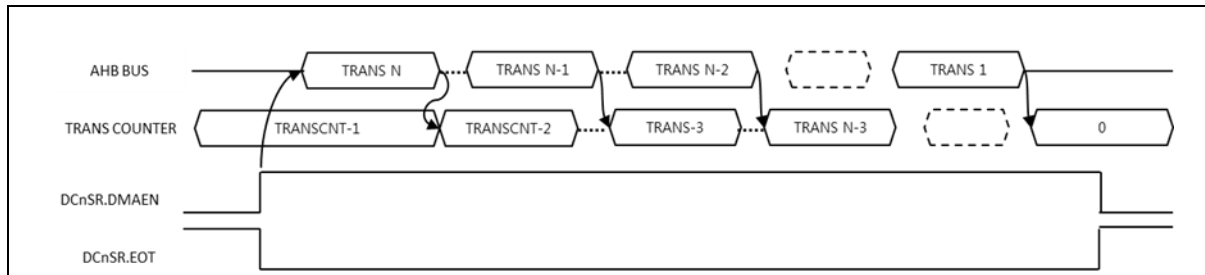 AHB BUS TRANS N TRANS N-1 TRANS N-2 TRANS 1
TRANS COUNTER TRANSCNT-1 TRANSCNT-2 TRANS-3 TRANS N-3 0
DCnSR.DMAEN
DCnSR.EOT